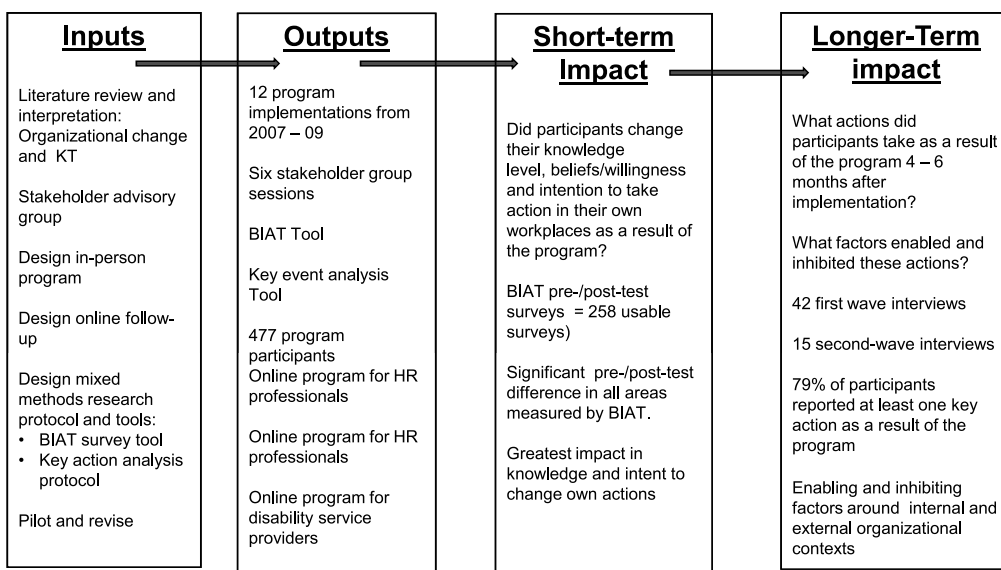 Inputs
Literature review and
interpretation:
Organizational change
and KT
Stakeholder advisory
group
Design in-person
program
Design online follow-
up
Design mixed
methods research
protocol and tools:
• BIAT survey tool
• Key action analysis
protocol
Pilot and revise
Outputs
12 program
implementations from
2007 – 09
Six stakeholder group
sessions
BIAT Tool
Key event analysis
Tool
477 program
participants
Online program for HR
professionals
Online program for HR
professionals
Online program for
disability service
providers
Short-term
Impact
Did participants change
their knowledge
level, beliefs/willingness
and intention to take
action in their own
workplaces as a result of
the program?
BIAT pre-/post-test
surveys = 258 usable
surveys)
Significant pre-/post-test
difference in all areas
measured by BIAT.
Greatest impact in
knowledge and intent to
change own actions
Longer-Term
impact
What actions did
participants take as a result
of the program 4 – 6
months after
implementation?
What factors enabled and
inhibited these actions?
42 first wave interviews
15 second-wave interviews
79% of participants
reported at least one key
action as a result of the
program
Enabling and inhibiting
factors around internal and
external organizational
contexts